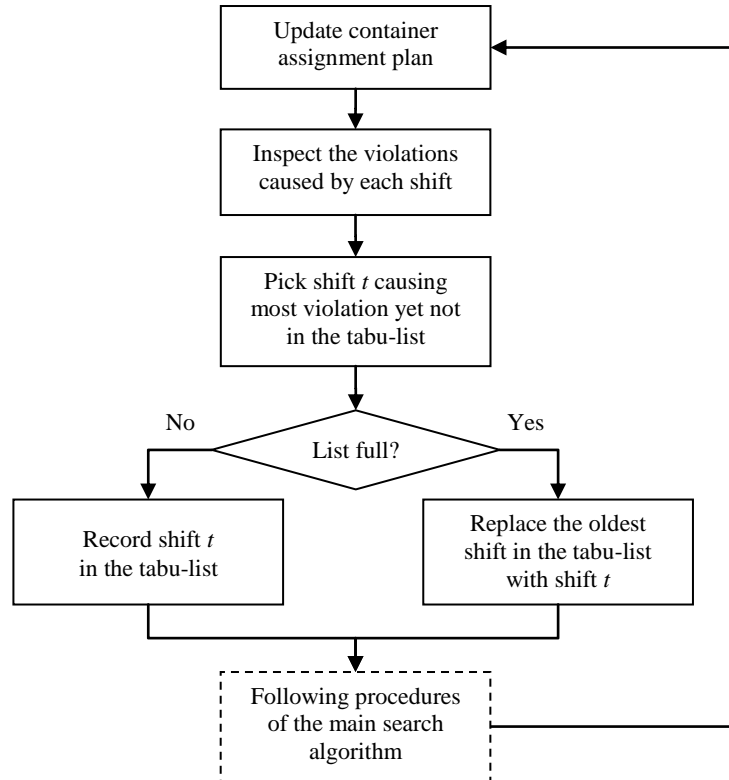 Update container
assignment plan
Inspect the violations
caused by each shift
Pick shift t causing
most violation yet not
in the tabu-list
No
Yes
List full?
Record shift t
in the tabu-list
Replace the oldest
shift in the tabu-list
with shift t
Following procedures
of the main search
algorithm